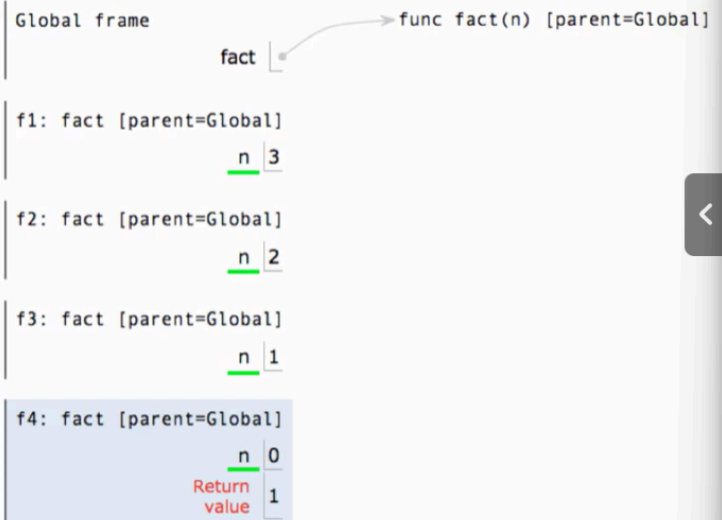 Global frame
func fact(n) [parent=Global]
fact
f1: fact [parent=Global]
n 3
f2: fact [parent=Global]
n 2
f3: fact [parent=Global]
n 1
f4: fact [parent=Global]
n 0
Return
value 1